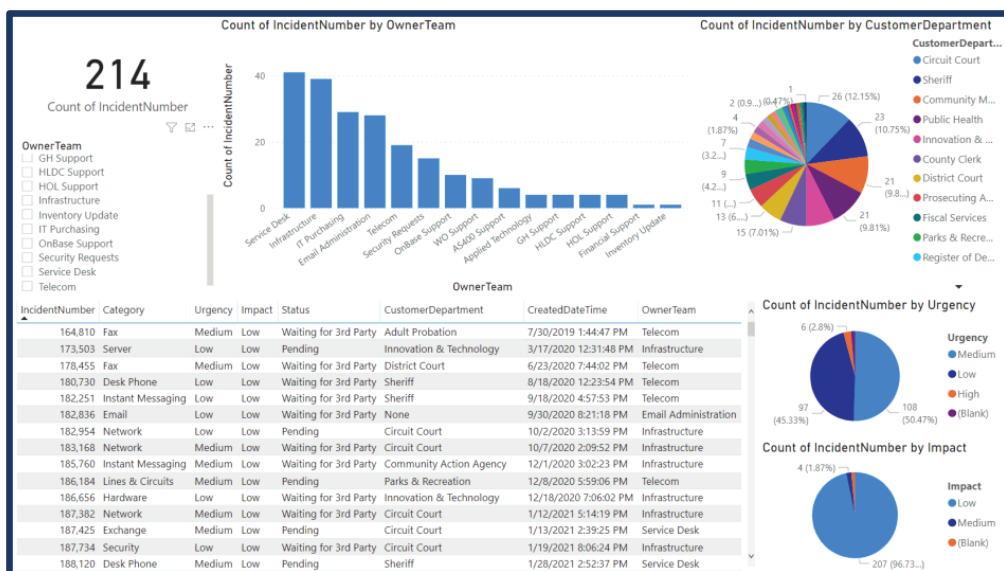 Count of IncidentNumber by OwnerTeam
Count of IncidentNumber by CustomerDepartment
214
Count of IncidentNumber
OwnerTeam
GH Support
HLDC Support
HOL Support
Infrastructure
Inventory Update
IT Purchasing
OnBase Support
Security Requests
Service Desk
Telecom
Count of IncidentNumber
40
20
0
Service Desk
Infrastructure
IT Purchasing
Email Administration
Telecom
Security Requests
OnBase Support
WO Support
AS400 Support
Applied Technology
GH Support
HLDC Support
HOL Support
Financial Support
Inventory Update
OwnerTeam
1
(0.47%)
2 (0.9...)
4
(1.87%)
7
(3.2...)
9
(4.2...)
11 (...)
13 (6...)
15 (7.01%)
26 (12.15%)
23
(10.75%)
21
(9.8...)
21
(9.81%)
CustomerDepart...
Circuit Court
Sheriff
Community M...
Public Health
Innovation & ...
County Clerk
District Court
Prosecuting A...
Fiscal Services
Parks & Recre...
Register of De...
IncidentNumber Category Urgency Impact Status CustomerDepartment CreatedDateTime OwnerTeam
164,810 Fax Medium Low Waiting for 3rd Party Adult Probation 7/30/2019 1:44:47 PM Telecom
173,503 Server Low Low Pending Innovation & Technology 3/17/2020 12:31:48 PM Infrastructure
178,455 Fax Medium Low Waiting for 3rd Party District Court 6/23/2020 7:44:02 PM Telecom
180,730 Desk Phone Low Low Waiting for 3rd Party Sheriff 8/18/2020 12:23:54 PM Telecom
182,251 Instant Messaging Medium Low Waiting for 3rd Party Sheriff 9/18/2020 4:57:53 PM Telecom
182,836 Email Low Low Waiting for 3rd Party None 9/30/2020 8:21:18 PM Email Administration
182,954 Network Low Low Pending Circuit Court 10/2/2020 3:13:59 PM Infrastructure
183,168 Network Medium Low Waiting for 3rd Party Circuit Court 10/7/2020 2:09:52 PM Infrastructure
185,760 Instant Messaging Medium Low Waiting for 3rd Party Community Action Agency 12/1/2020 3:02:23 PM Infrastructure
186,184 Lines & Circuits Medium Low Pending Parks & Recreation 12/8/2020 5:59:06 PM Telecom
186,656 Hardware Low Low Waiting for 3rd Party Innovation & Technology 12/18/2020 7:06:02 PM Infrastructure
187,382 Network Medium Low Waiting for 3rd Party Circuit Court 1/12/2021 5:14:19 PM Infrastructure
187,425 Exchange Medium Low Pending Circuit Court 1/13/2021 2:39:25 PM Service Desk
187,734 Security Low Low Waiting for 3rd Party Circuit Court 1/19/2021 8:06:24 PM Infrastructure
188,120 Desk Phone Medium Low Pending Sheriff 1/28/2021 2:52:37 PM Service Desk
Count of IncidentNumber by Urgency
6 (2.8%)
97
(45.33%)
108
(50.47%)
Urgency
Medium
Low
High
(Blank)
Count of IncidentNumber by Impact
4 (1.87%)
207 (96.73...)
Impact
Low
Medium
(Blank)